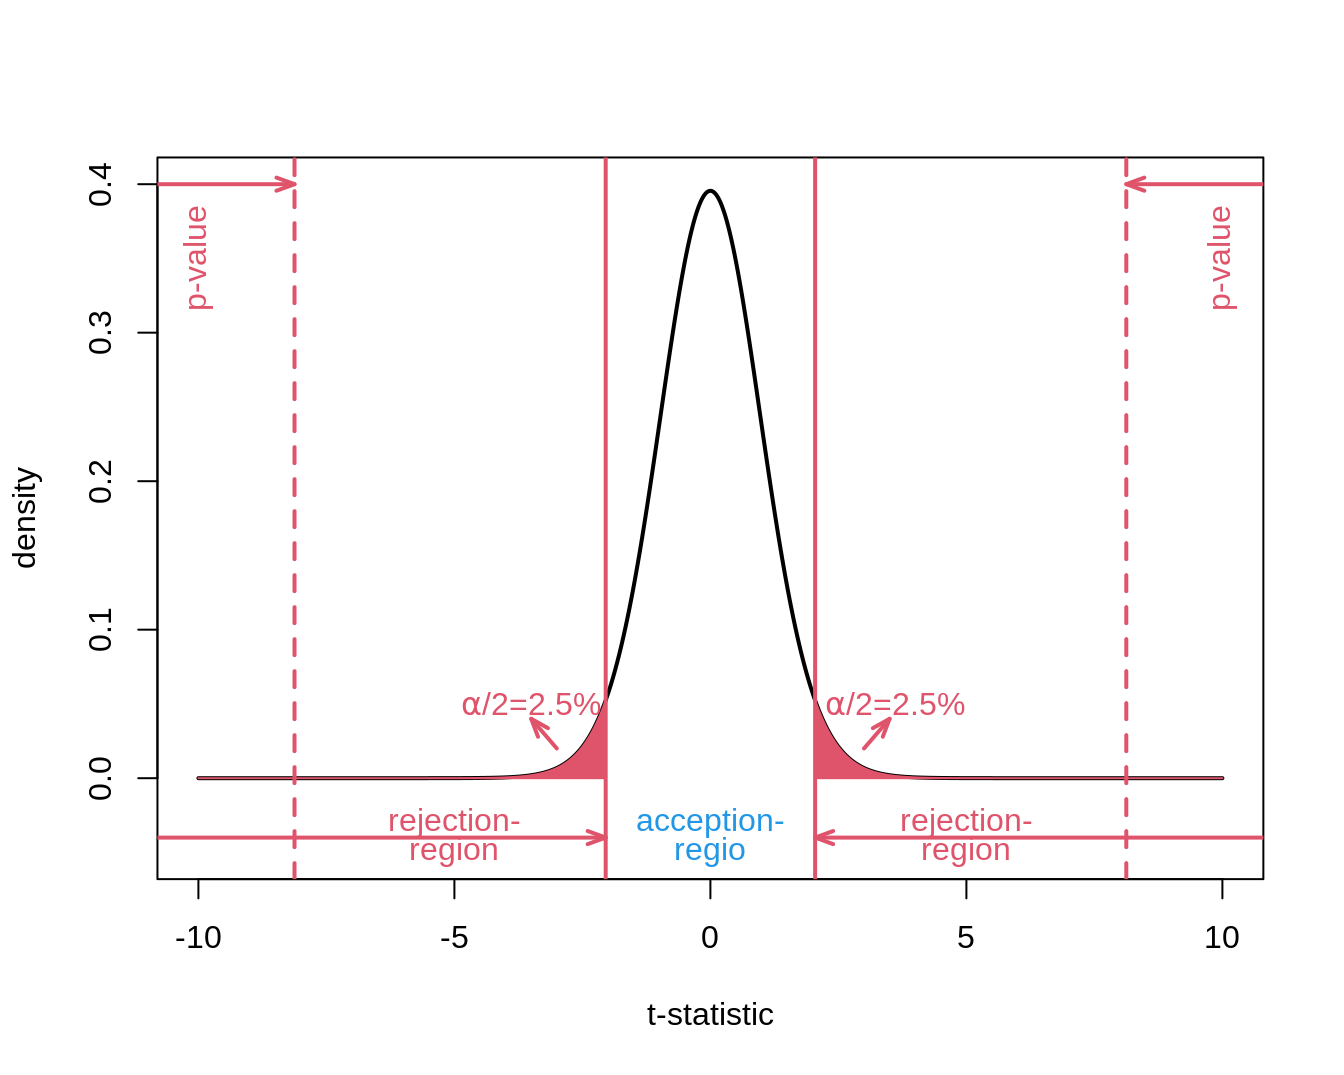 0.4
0.3
0.2
0.1
0.0
density
p-value
p-value
α/2=2.5%
α/2=2.5%
rejection-
region
acception-
regio
rejection-
region
-10
-5
0
5
10
t-statistic